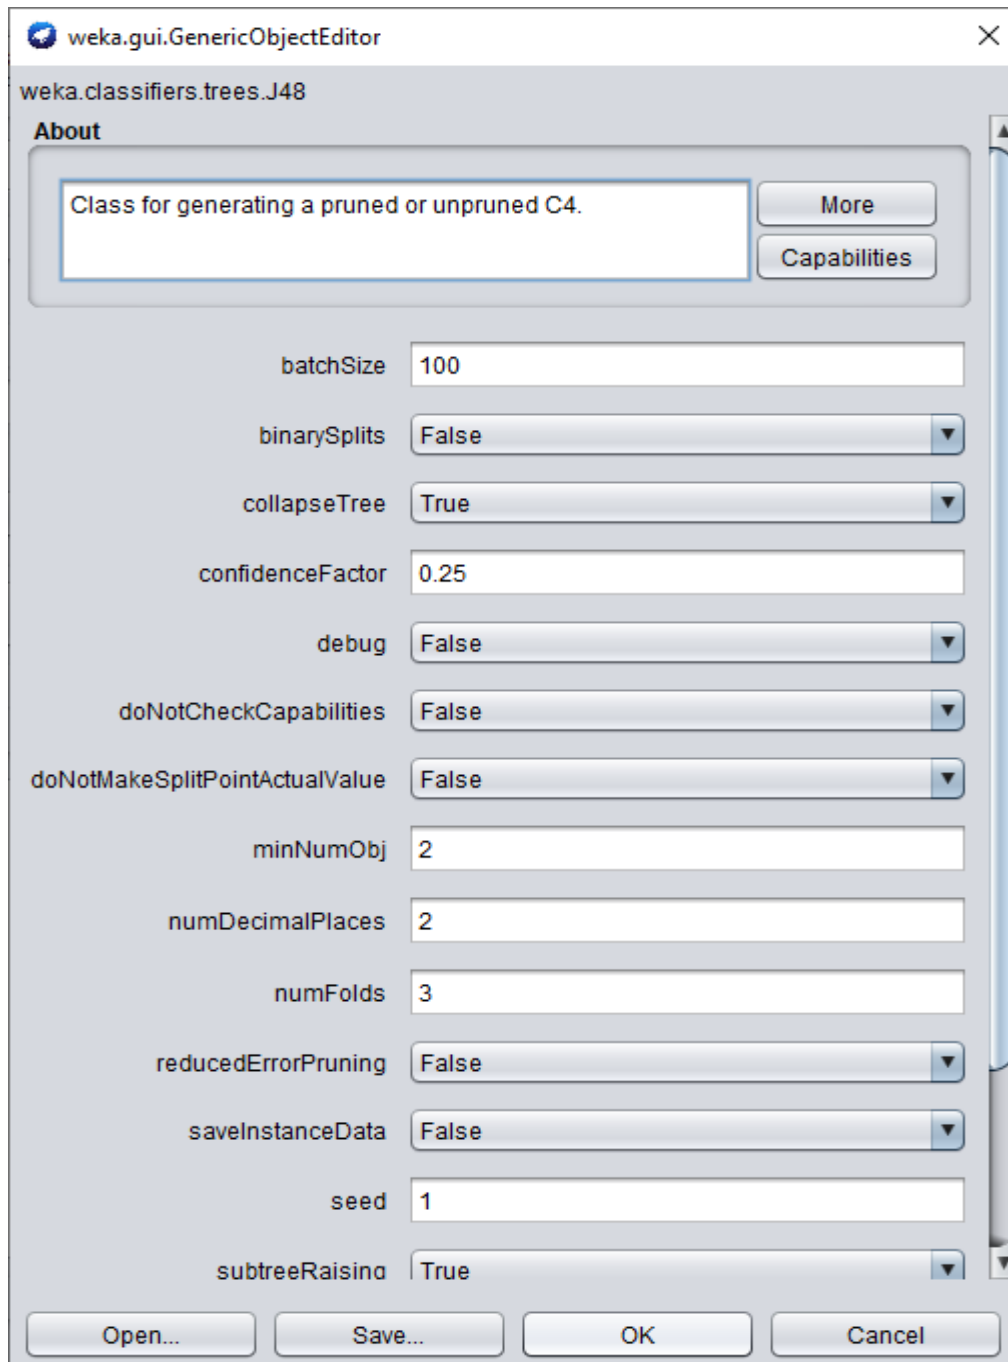 weka.gui.GenericObjectEditor
weka.classifiers.trees.J48
About
Class for generating a pruned or unpruned C4.
More
Capabilities
batchSize 100
binarySplits False
collapseTree True
confidenceFactor 0.25
debug False
doNotCheckCapabilities False
doNotMakeSplitPointActualValue False
minNumObj 2
numDecimalPlaces 2
numFolds 3
reducedErrorPruning False
saveInstanceData False
seed 1
subtreeRaising True
Open... Save... OK Cancel